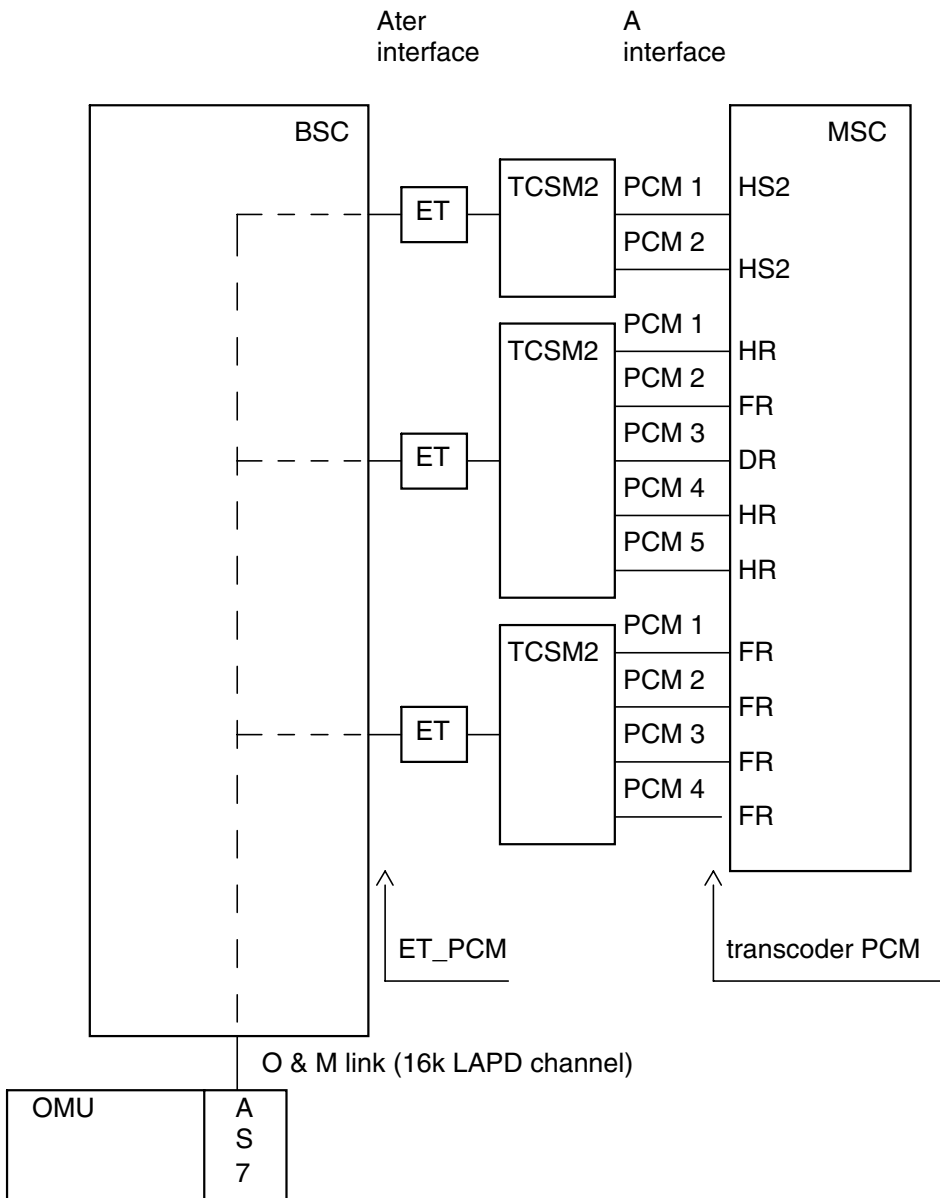 Ater
interface
A
interface
BSC
MSC
ET
TCSM2
PCM 1
HS2
PCM 2
HS2
ET
TCSM2
PCM 1
HR
PCM 2
FR
PCM 3
DR
PCM 4
HR
PCM 5
HR
ET
TCSM2
PCM 1
FR
PCM 2
FR
PCM 3
FR
PCM 4
FR
ET_PCM
transcoder PCM
O & M link (16k LAPD channel)
OMU
A
S
7